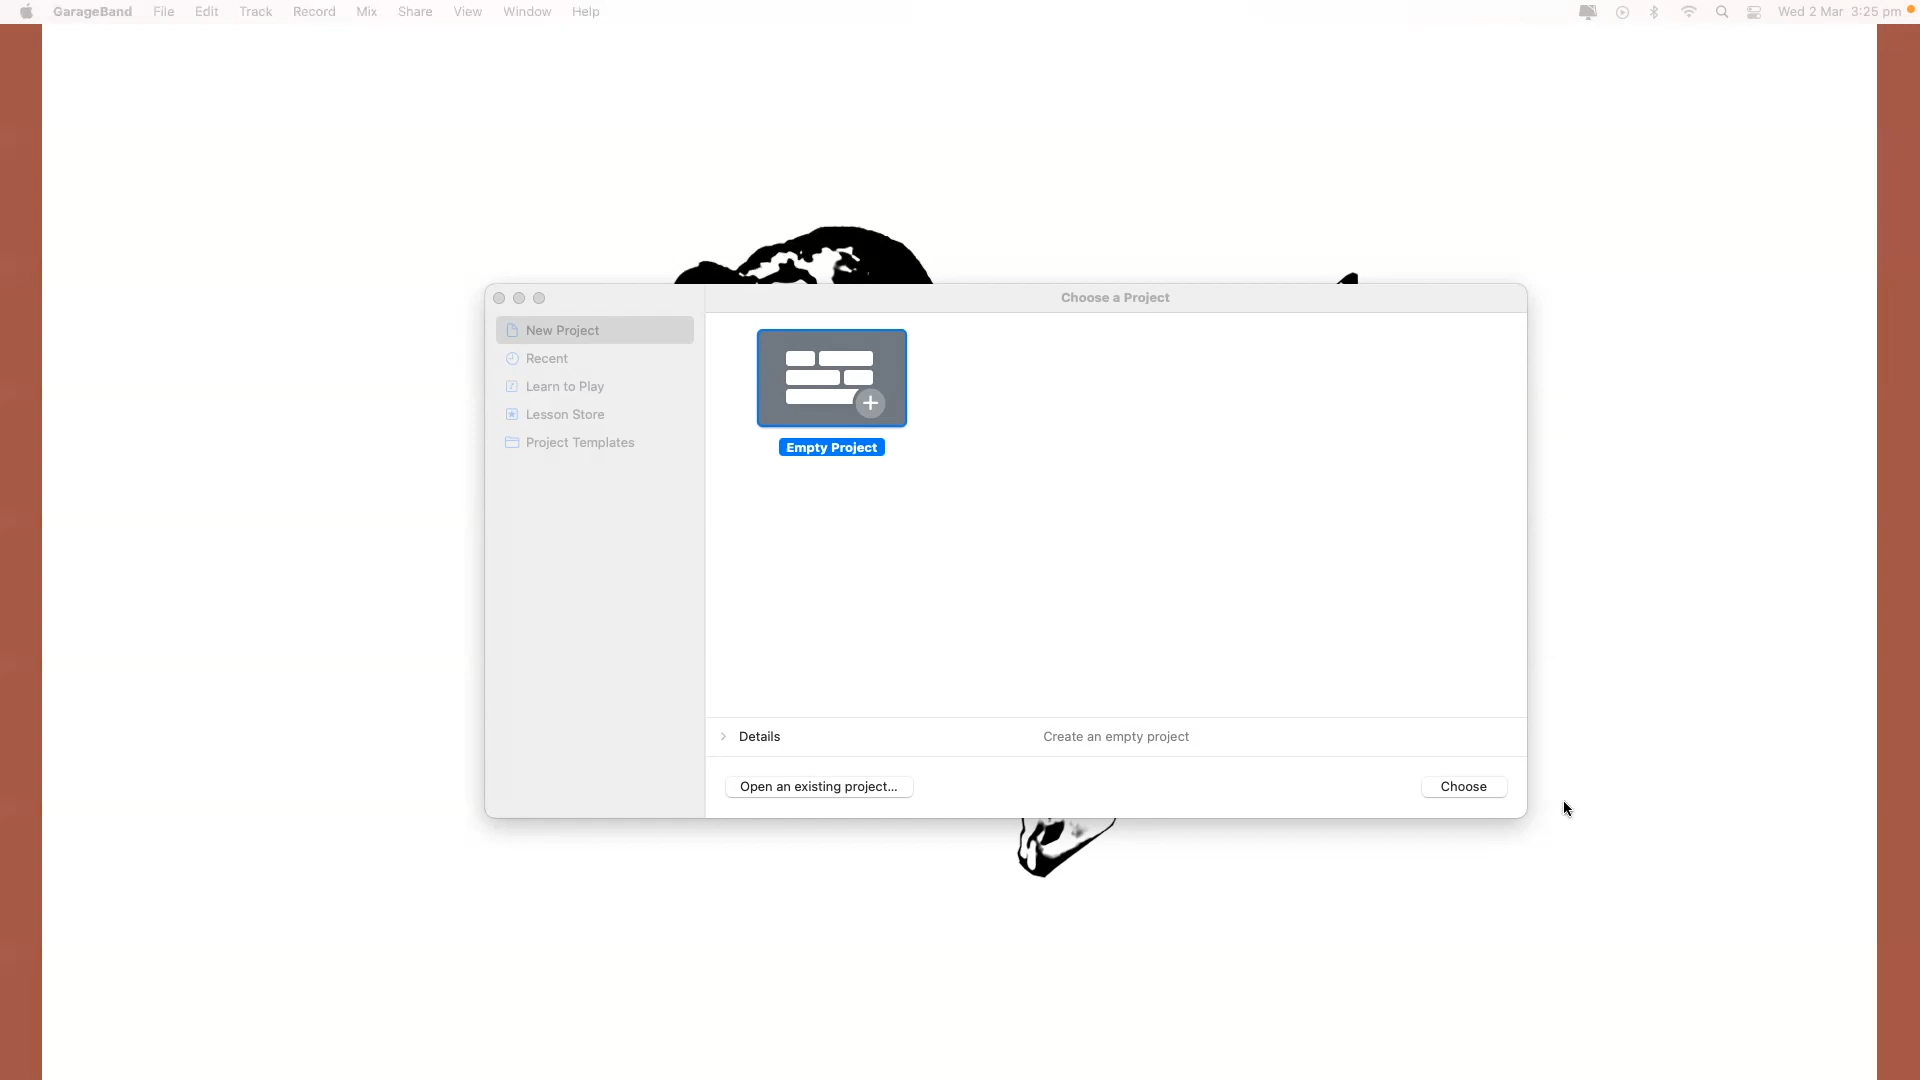 GarageBand File Edit Track Record Mix Share View Window Help Wed 2 Mar 3:25 pm
Choose a Project
New Project
Recent
Learn to Play
Lesson Store
Project Templates
Empty Project
Details Create an empty project
Open an existing project... Choose